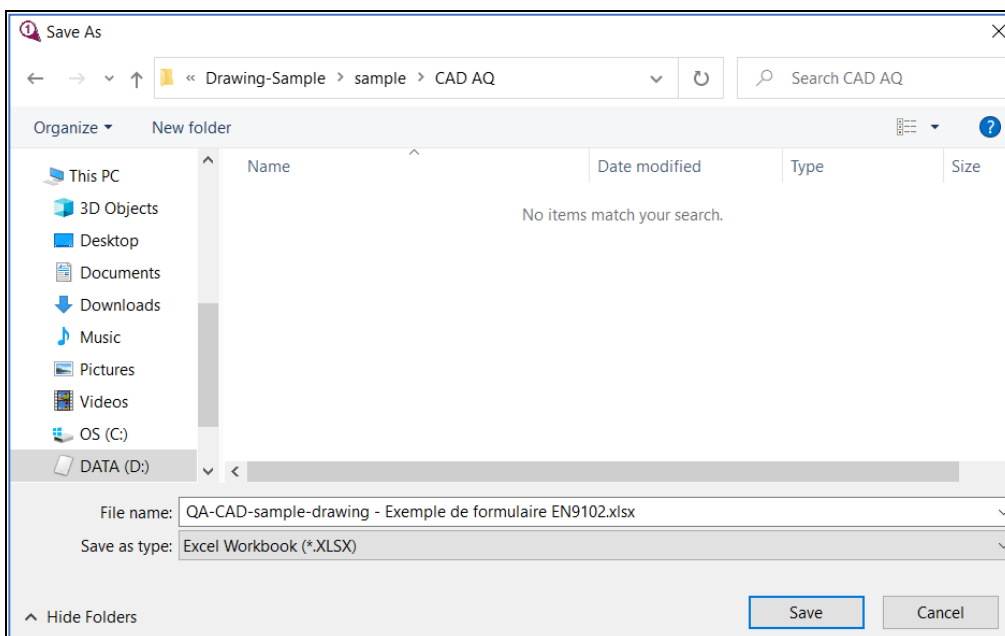 Save As
« Drawing-Sample > sample > CAD AQ
Search CAD AQ
Organize New folder
?
Name Date modified Type Size
No items match your search.
This PC
3D Objects
Desktop
Documents
Downloads
Music
Pictures
Videos
OS (C:)
DATA (D:)
File name: QA-CAD-sample-drawing - Exemple de formulaire EN9102.xlsx
Save as type: Excel Workbook (*.XLSX)
Hide Folders
Save Cancel